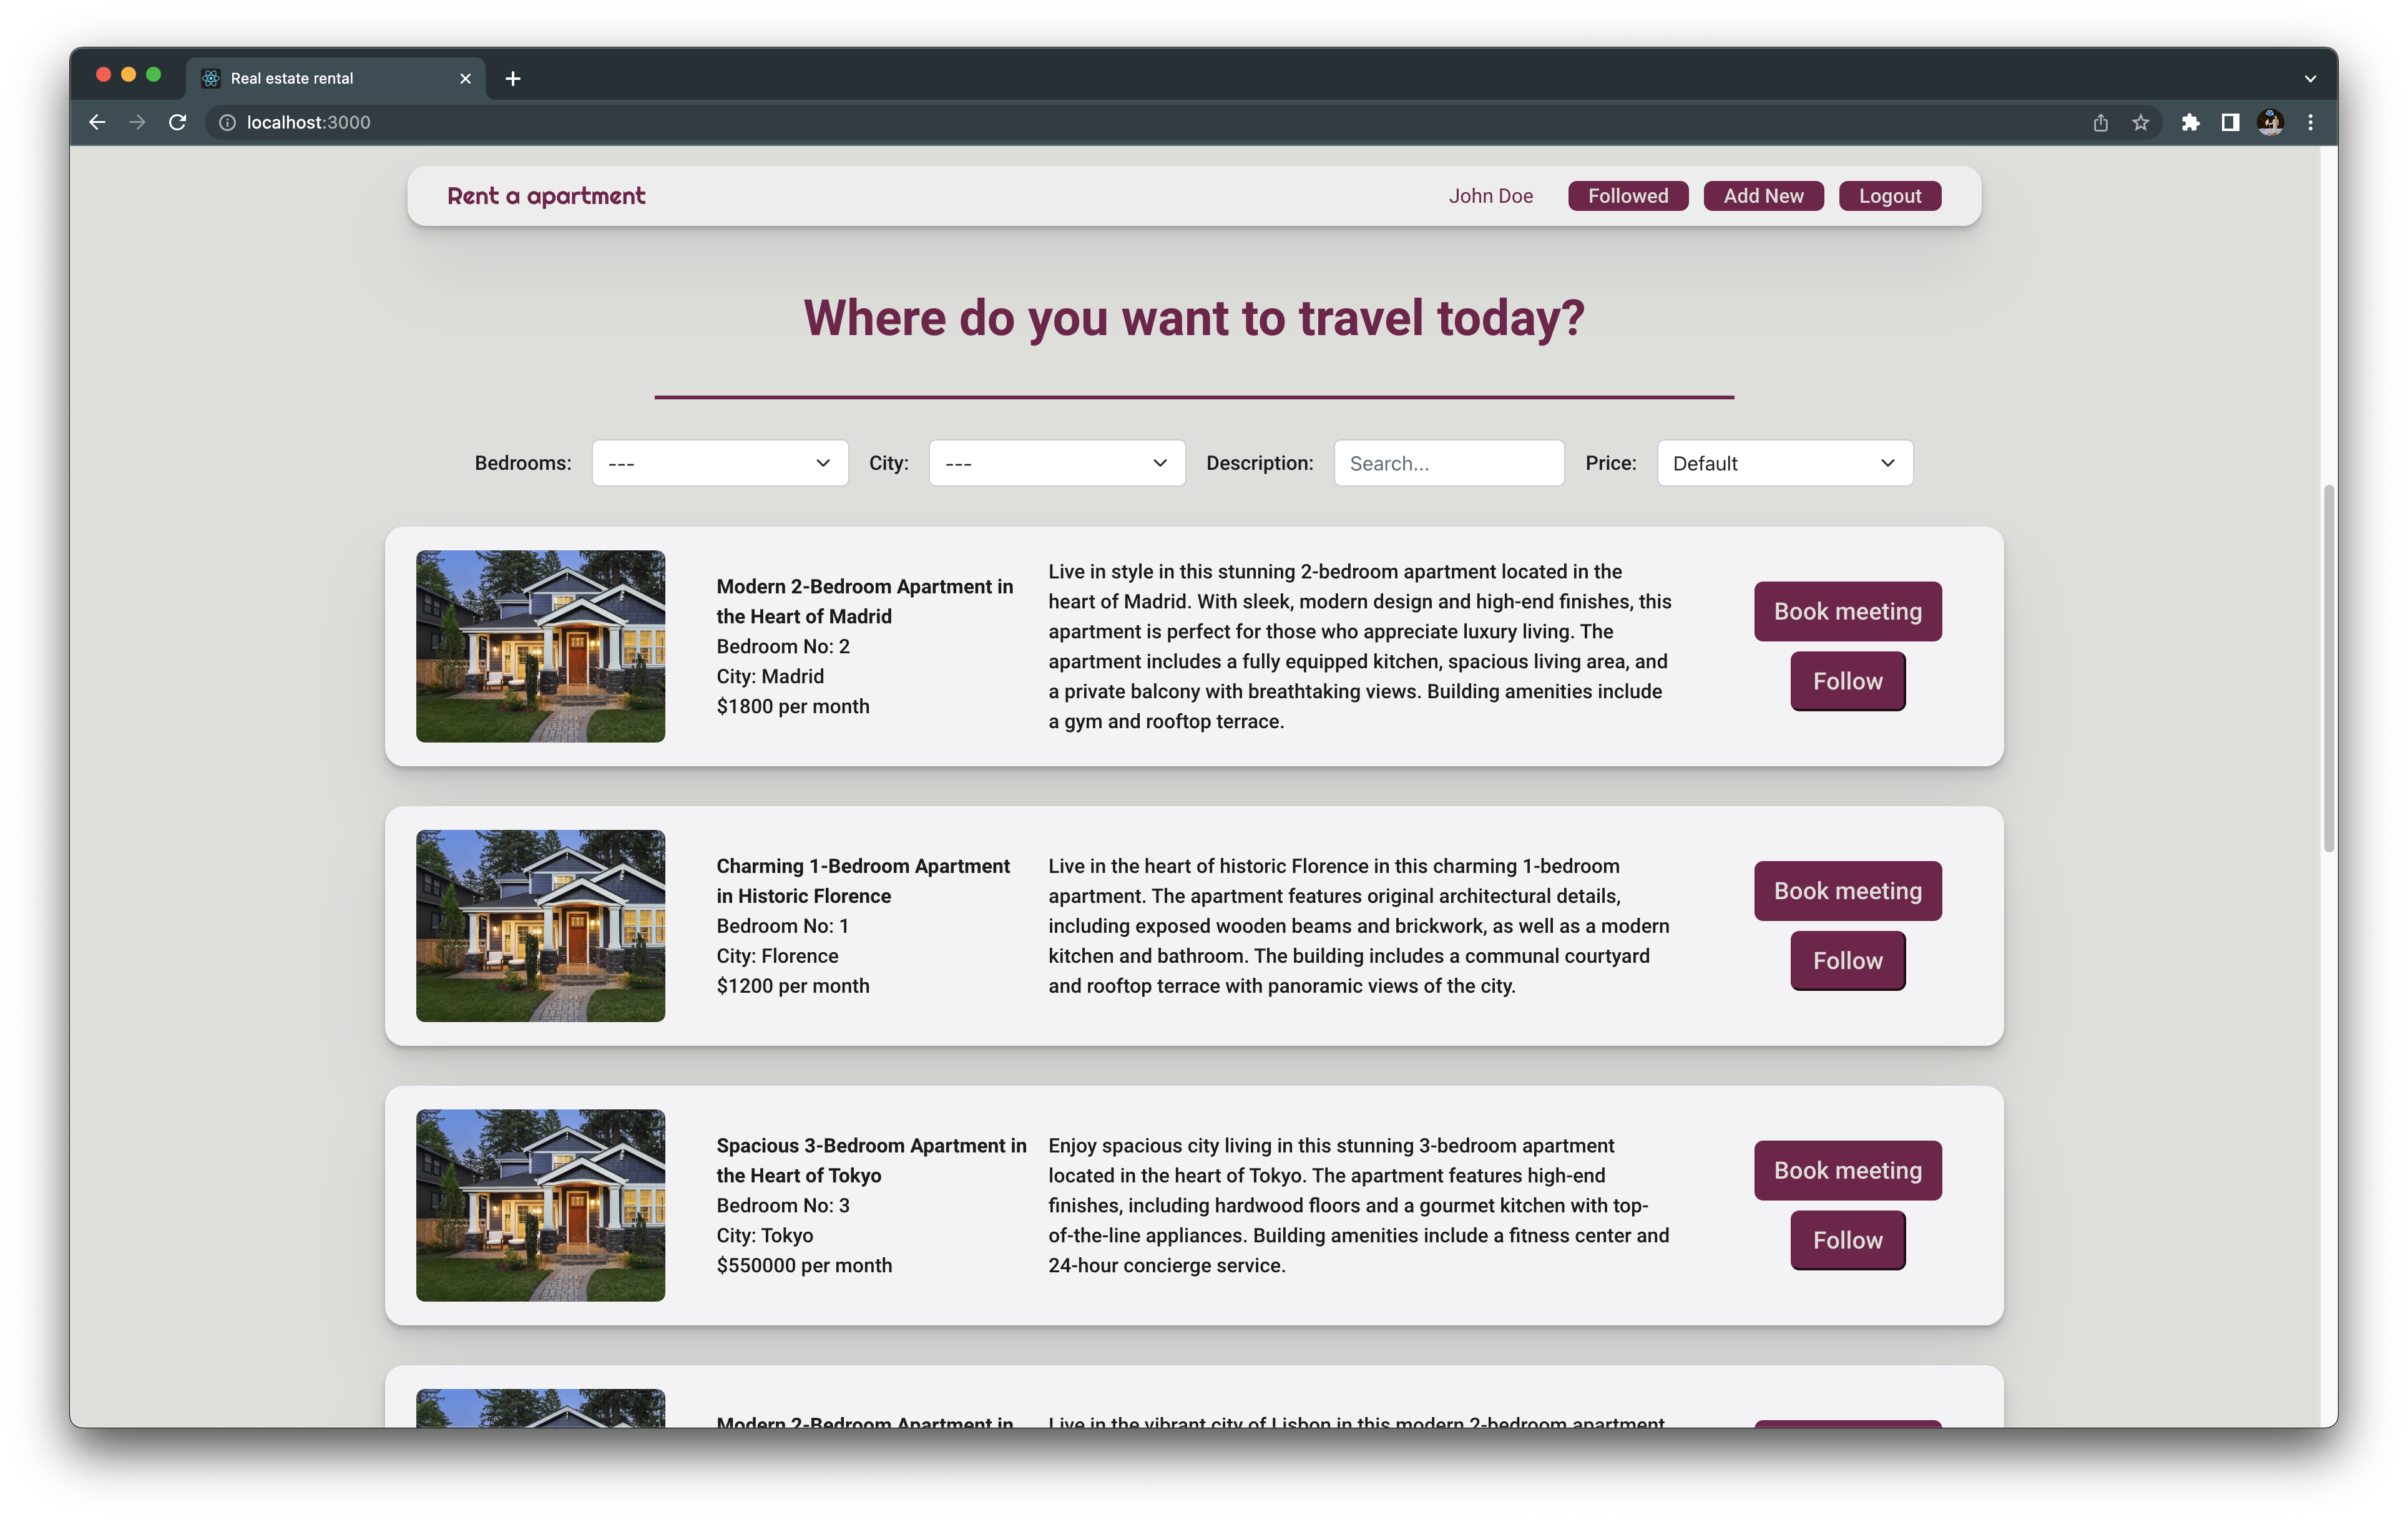 Real estate rental
localhost:3000
Rent a apartment
John Doe
Followed
Add New
Logout
Where do you want to travel today?
Bedrooms:
---
City:
---
Description:
Search...
Price:
Default
Modern 2-Bedroom Apartment in
the Heart of Madrid
Bedroom No: 2
City: Madrid
$1800 per month
Live in style in this stunning 2-bedroom apartment located in the
heart of Madrid. With sleek, modern design and high-end finishes, this
apartment is perfect for those who appreciate luxury living. The
apartment includes a fully equipped kitchen, spacious living area, and
a private balcony with breathtaking views. Building amenities include
a gym and rooftop terrace.
Book meeting
Follow
Charming 1-Bedroom Apartment
in Historic Florence
Bedroom No: 1
City: Florence
$1200 per month
Live in the heart of historic Florence in this charming 1-bedroom
apartment. The apartment features original architectural details,
including exposed wooden beams and brickwork, as well as a modern
kitchen and bathroom. The building includes a communal courtyard
and rooftop terrace with panoramic views of the city.
Book meeting
Follow
Spacious 3-Bedroom Apartment in
the Heart of Tokyo
Bedroom No: 3
City: Tokyo
$550000 per month
Enjoy spacious city living in this stunning 3-bedroom apartment
located in the heart of Tokyo. The apartment features high-end
finishes, including hardwood floors and a gourmet kitchen with top-
of-the-line appliances. Building amenities include a fitness center and
24-hour concierge service.
Book meeting
Follow
Modern 2-Bedroom Apartment in
Live in the vibrant city of Lisbon in this modern 2-bedroom apartment